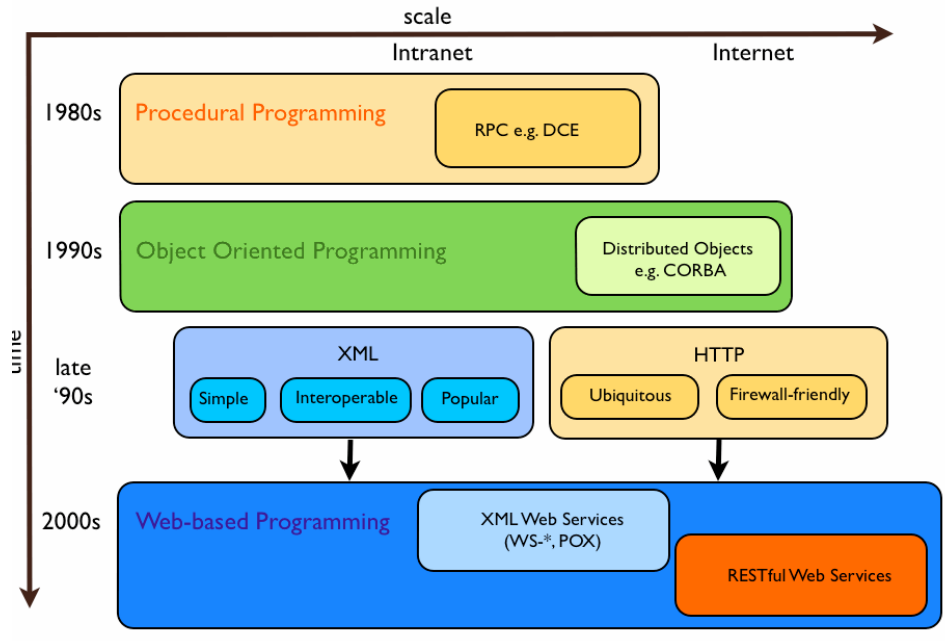 scale
Intranet
Internet
1980s
Procedural Programming
RPC e.g. DCE
1990s
Object Oriented Programming
Distributed Objects
e.g. CORBA
time
late
‘90s
XML
Simple
Interoperable
Popular
HTTP
Ubiquitous
Firewall-friendly
2000s
Web-based Programming
XML Web Services
(WS-*, POX)
RESTful Web Services